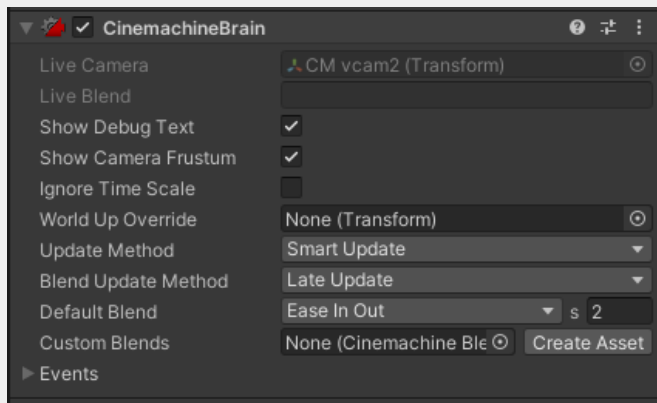 CinemachineBrain
Live Camera CM vcam2 (Transform)
Live Blend
Show Debug Text
Show Camera Frustum
Ignore Time Scale
World Up Override None (Transform)
Update Method Smart Update
Blend Update Method Late Update
Default Blend Ease In Out s 2
Custom Blends None (Cinemachine Ble Create Asset
Events